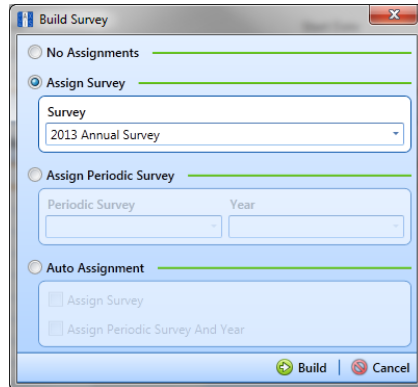 Build Survey
No Assignments
Assign Survey
Survey
2013 Annual Survey
Assign Periodic Survey
Periodic Survey Year
Auto Assignment
Assign Survey
Assign Periodic Survey And Year
Build Cancel